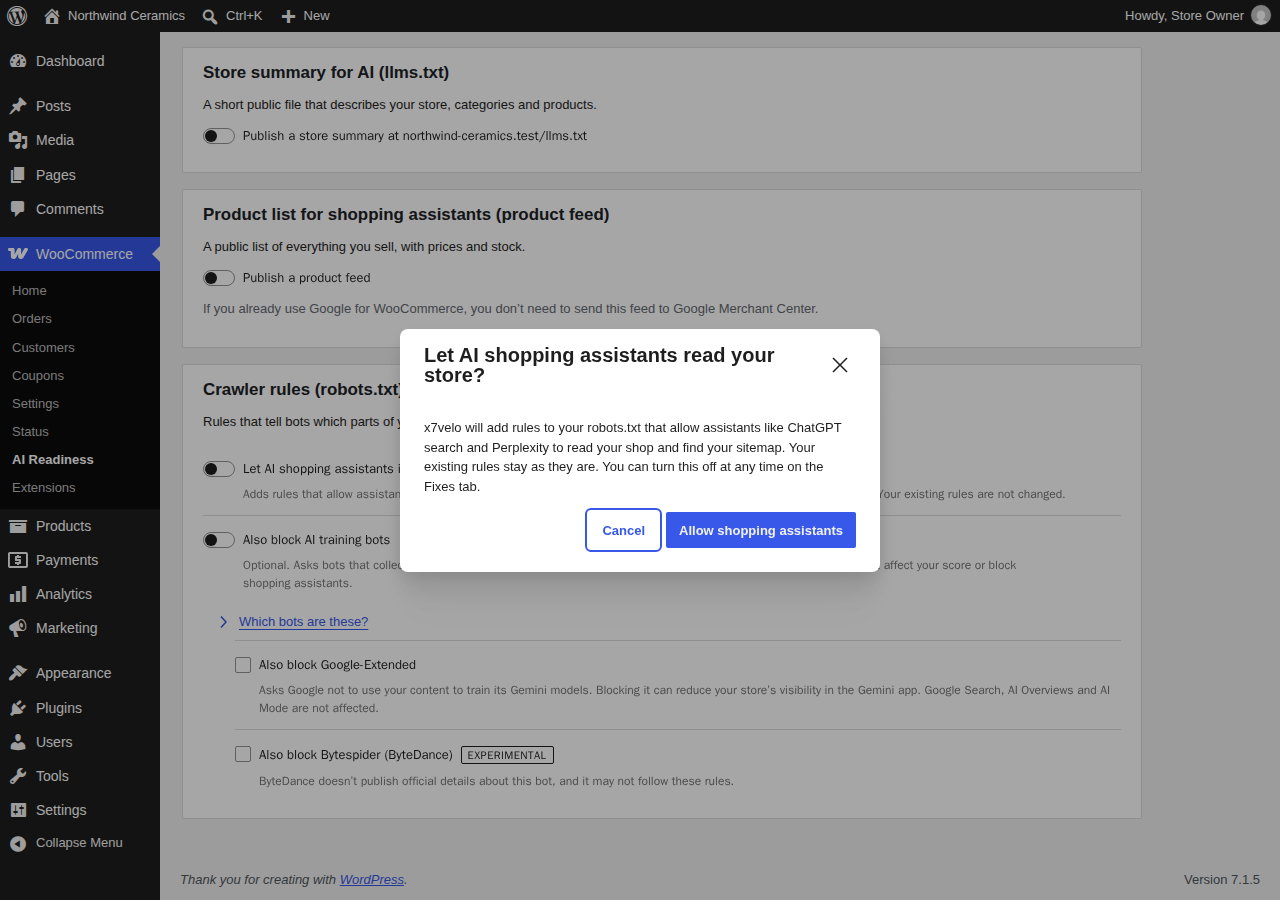 Northwind Ceramics
Ctrl+K
New
Howdy, Store Owner
Dashboard
Posts
Media
Pages
Comments
WooCommerce
Home
Orders
Customers
Coupons
Settings
Status
AI Readiness
Extensions
Products
Payments
Analytics
Marketing
Appearance
Plugins
Users
Tools
Settings
Collapse Menu
Store summary for AI (llms.txt)
A short public file that describes your store, categories and products.
Publish a store summary at northwind-ceramics.test/llms.txt
Product list for shopping assistants (product feed)
A public list of everything you sell, with prices and stock.
Publish a product feed
If you already use Google for WooCommerce, you don’t need to send this feed to Google Merchant Center.
Crawler rules (robots.txt)
Rules that tell bots which parts of
Let AI shopping assistants
Adds rules that allow
Your existing rules are not changed.
Also block AI training bots
Optional. Asks bots that
affect your score or block
shopping assistants.
Which bots are these?
Also block Google-Extended
Asks Google not to use your content to train its Gemini models. Blocking it can reduce your store’s visibility in the Gemini app. Google Search, AI Overviews and AI
Mode are not affected.
Also block Bytespider (ByteDance) EXPERIMENTAL
ByteDance doesn’t publish official details about this bot, and it may not follow these rules.
Let AI shopping assistants read your
store?
x7velo will add rules to your robots.txt that allow assistants like ChatGPT
search and Perplexity to read your shop and find your sitemap. Your
existing rules stay as they are. You can turn this off at any time on the
Fixes tab.
Cancel
Allow shopping assistants
Thank you for creating with WordPress.
Version 7.1.5